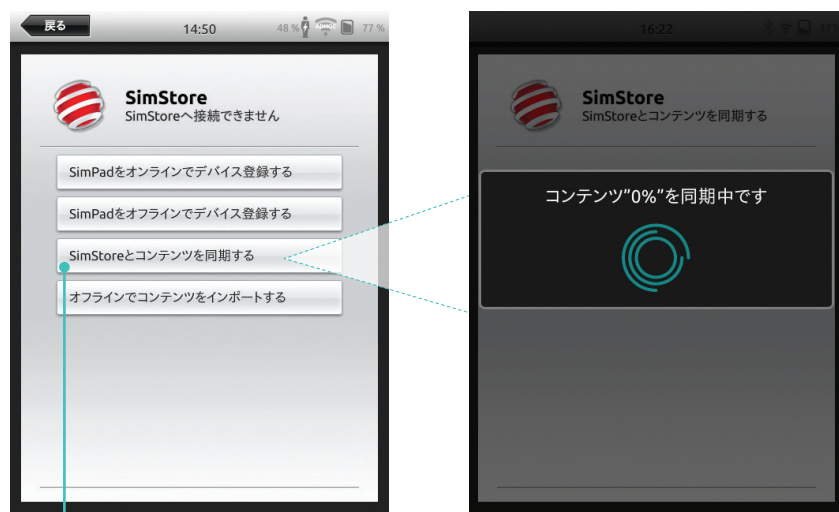 戻る
14:50
48 %
ADHOC
77 %
SimStore
SimStoreへ接続できません
SimPadをオンラインでデバイス登録する
SimPadをオフラインでデバイス登録する
SimStoreとコンテンツを同期する
オフラインでコンテンツをインポートする
16:22
SimStore
SimStoreとコンテンツを同期する
コンテンツ"0%"を同期中です